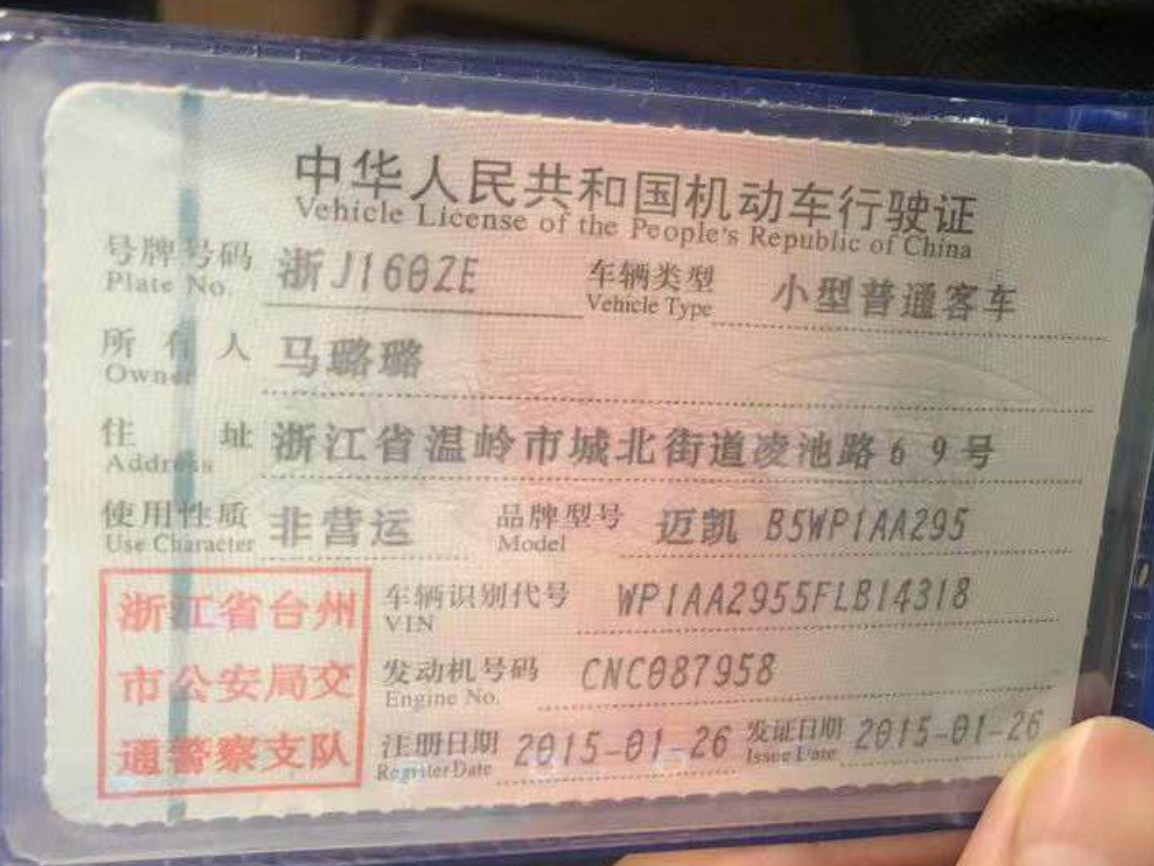 中华人民共和国机动车行驶证
Vehicle License of the People's Republic of China
号牌号码 浙J160ZE 车辆类型 小型普通客车
Plate No. Vehicle Type
所有人 马璐璐
Owner
住址 浙江省温岭市城北街道凌池路69号
Address
使用性质 非营运 品牌型号 迈凯 B5WP1AA295
Use Character Model
浙江省台州
市公安局交
通警察支队
车辆识别代号 WP1AA2955FLB14318
VIN
发动机号码 CNC087958
Engine No.
注册日期 2015-01-26 发证日期 2015-01-26
Register Date Issue Date